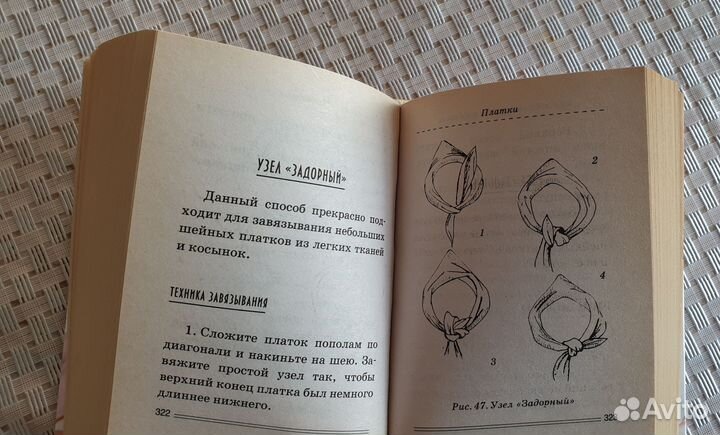 УЗЕЛ «ЗАДОРНЫЙ»
Данный способ прекрасно под-
ходит для завязывания небольших
шейных платков из легких тканей
и косынок.
ТЕХНИКА ЗАВЯЗЫВАНИЯ
1. Сложите платок пополам по
диагонали и накиньте на шею. За-
вяжите простой узел так, чтобы
верхний конец платка был немного
длиннее нижнего.
322
Платки
1
2
3
4
Рис. 47. Узел «Задорный»
Avito